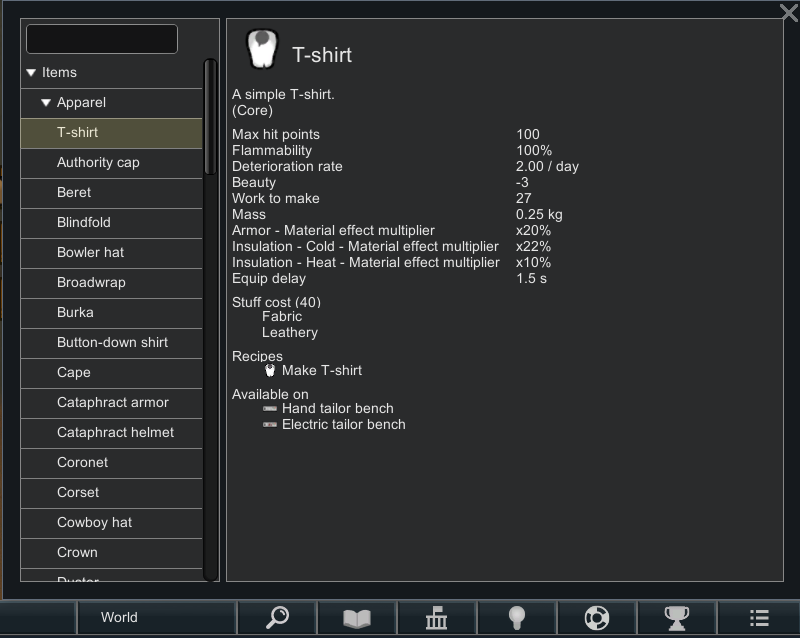 Items
Apparel
T-shirt
Authority cap
Beret
Blindfold
Bowler hat
Broadwrap
Burka
Button-down shirt
Cape
Cataphract armor
Cataphract helmet
Coronet
Corset
Cowboy hat
Crown
Duster
T-shirt
A simple T-shirt.
(Core)
Max hit points 100
Flammability 100%
Deterioration rate 2.00 / day
Beauty -3
Work to make 27
Mass 0.25 kg
Armor - Material effect multiplier x20%
Insulation - Cold - Material effect multiplier x22%
Insulation - Heat - Material effect multiplier x10%
Equip delay 1.5 s
Stuff cost (40)
Fabric
Leathery
Recipes
Make T-shirt
Available on
Hand tailor bench
Electric tailor bench
World